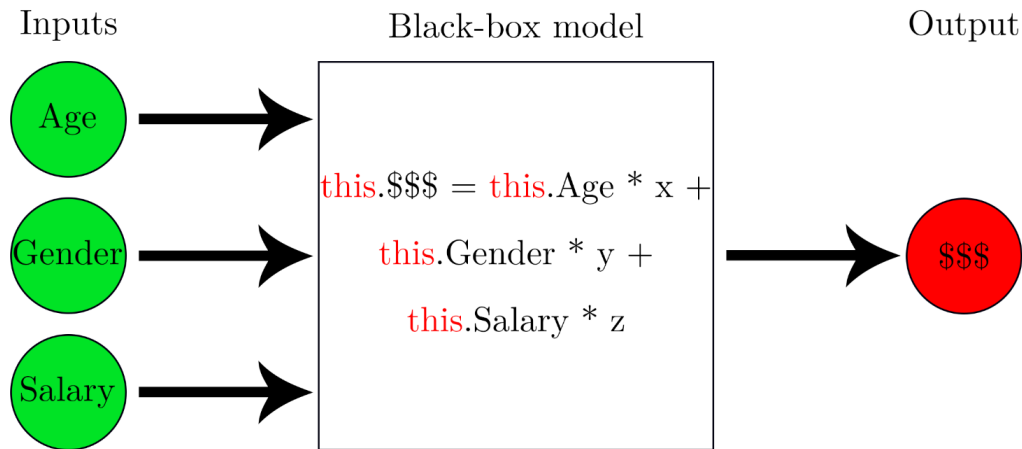 Inputs
Black-box model
Output
Age
Gender
Salary
this.$$$ = this.Age * x +
this.Gender * y +
this.Salary * z
$$$